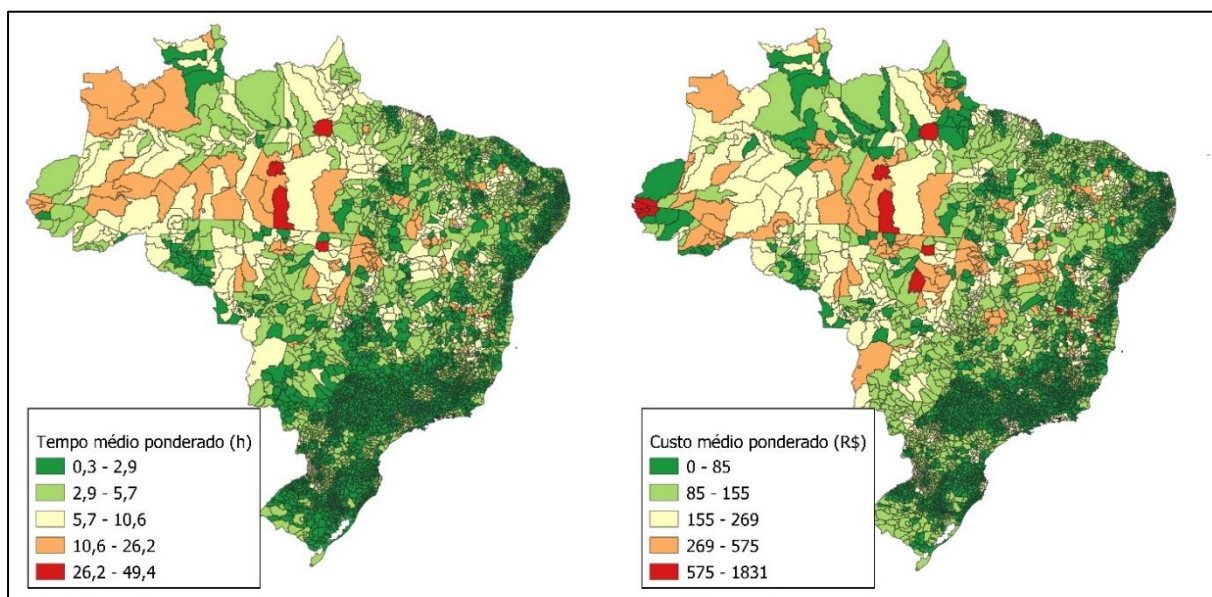 Tempo médio ponderado (h)
0,3 - 2,9
2,9 - 5,7
5,7 - 10,6
10,6 - 26,2
26,2 - 49,4
Custo médio ponderado (R$)
0 - 85
85 - 155
155 - 269
269 - 575
575 - 1831